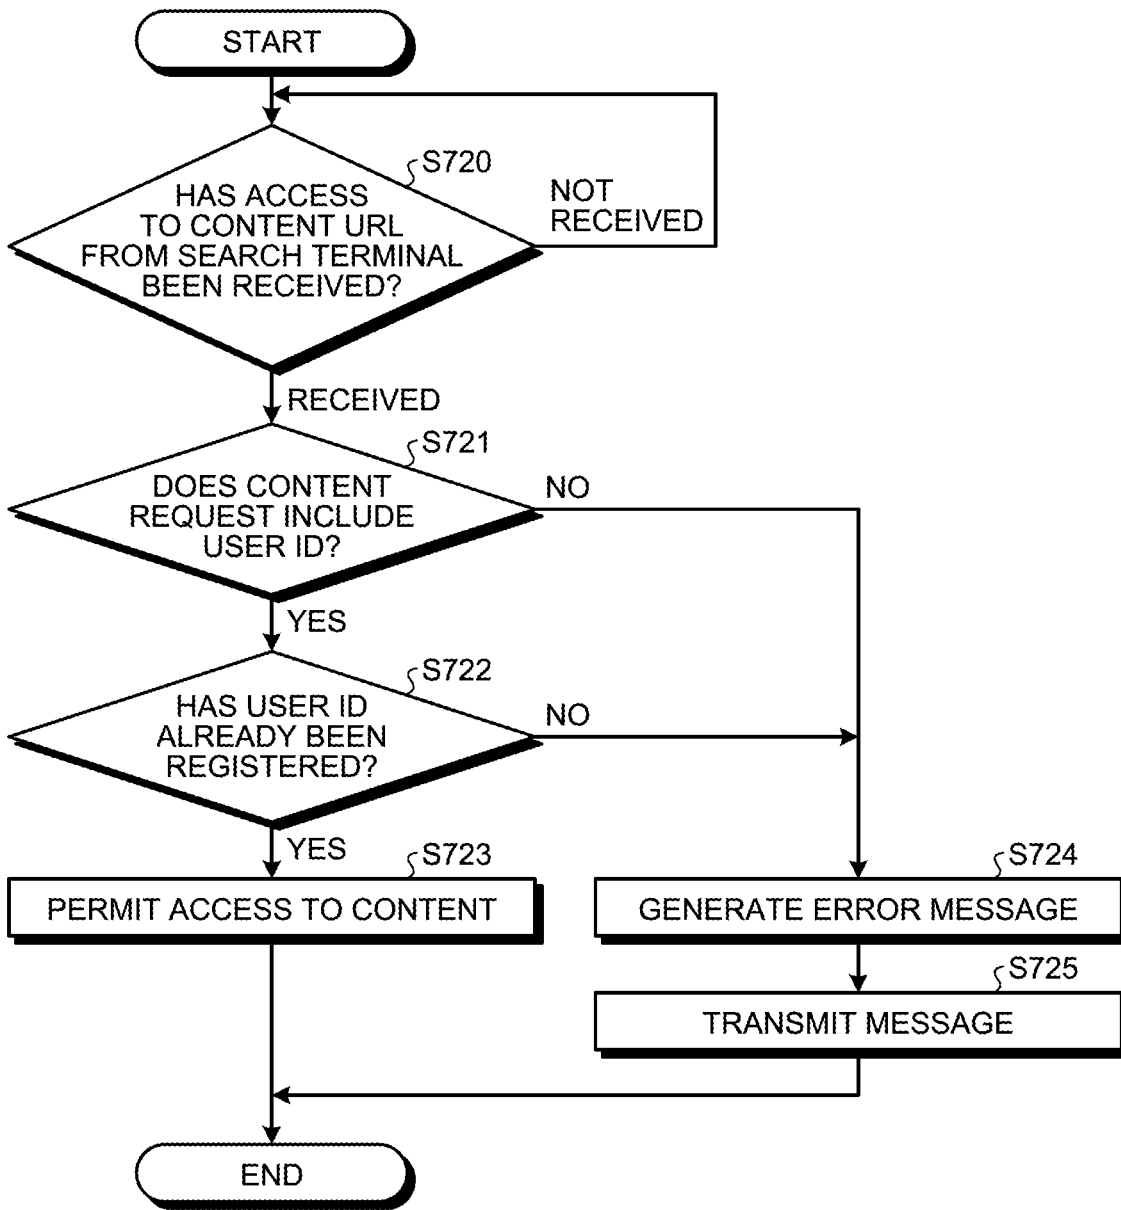 START
S720
HAS ACCESS
TO CONTENT URL
FROM SEARCH TERMINAL
BEEN RECEIVED?
NOT
RECEIVED
RECEIVED
S721
DOES CONTENT
REQUEST INCLUDE
USER ID?
NO
YES
S722
HAS USER ID
ALREADY BEEN
REGISTERED?
NO
YES
S723
PERMIT ACCESS TO CONTENT
S724
GENERATE ERROR MESSAGE
S725
TRANSMIT MESSAGE
END